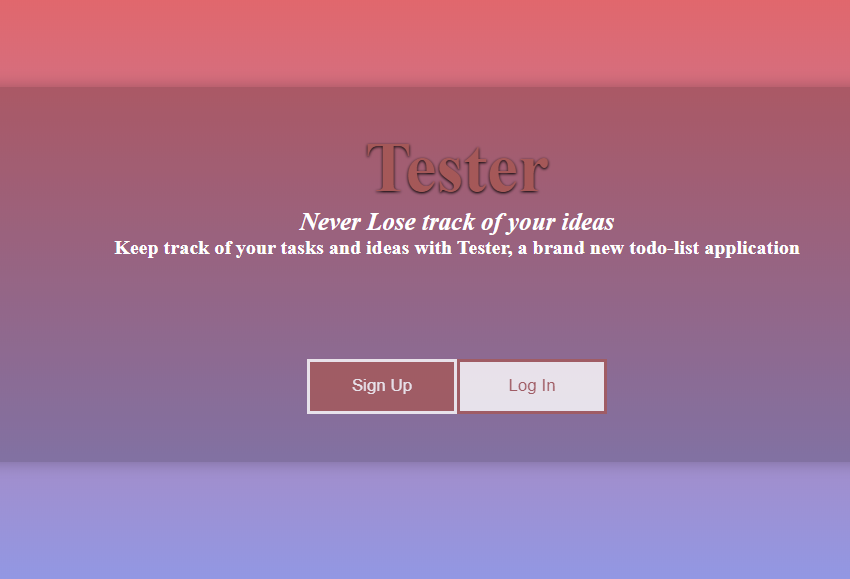 Tester
Never Lose track of your ideas
Keep track of your tasks and ideas with Tester, a brand new todo-list application
Sign Up
Log In